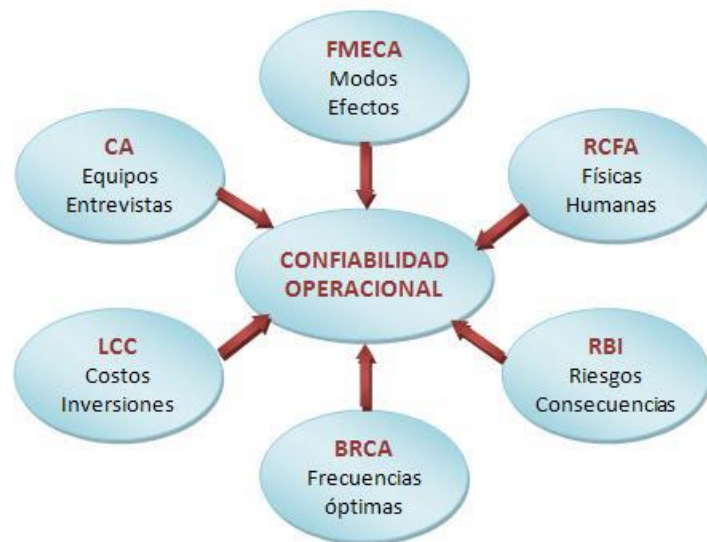 FMECA
Modos
Efectos
CA
Equipos
Entrevistas
RCFA
Físicas
Humanas
CONFIABILIDAD
OPERACIONAL
LCC
Costos
Inversiones
RBI
Riesgos
Consecuencias
BRCA
Frecuencias
óptimas